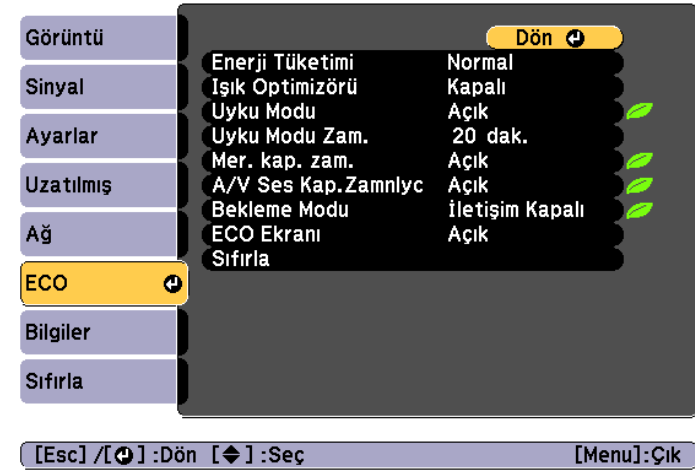 Görüntü
Sinyal
Ayarlar
Uzatılmış
Ağ
ECO
Bilgiler
Sıfırla
Dön
Enerji Tüketimi Normal
Işık Optimizörü Kapalı
Uyku Modu Açık
Uyku Modu Zam. 20 dak.
Mer. kap. zam. Açık
A/V Ses Kap.Zamnlyc Açık
Bekleme Modu İletişim Kapalı
ECO Ekranı Açık
Sıfırla
[Esc] /[ ] :Dön [ ] :Seç [Menu]:Çık